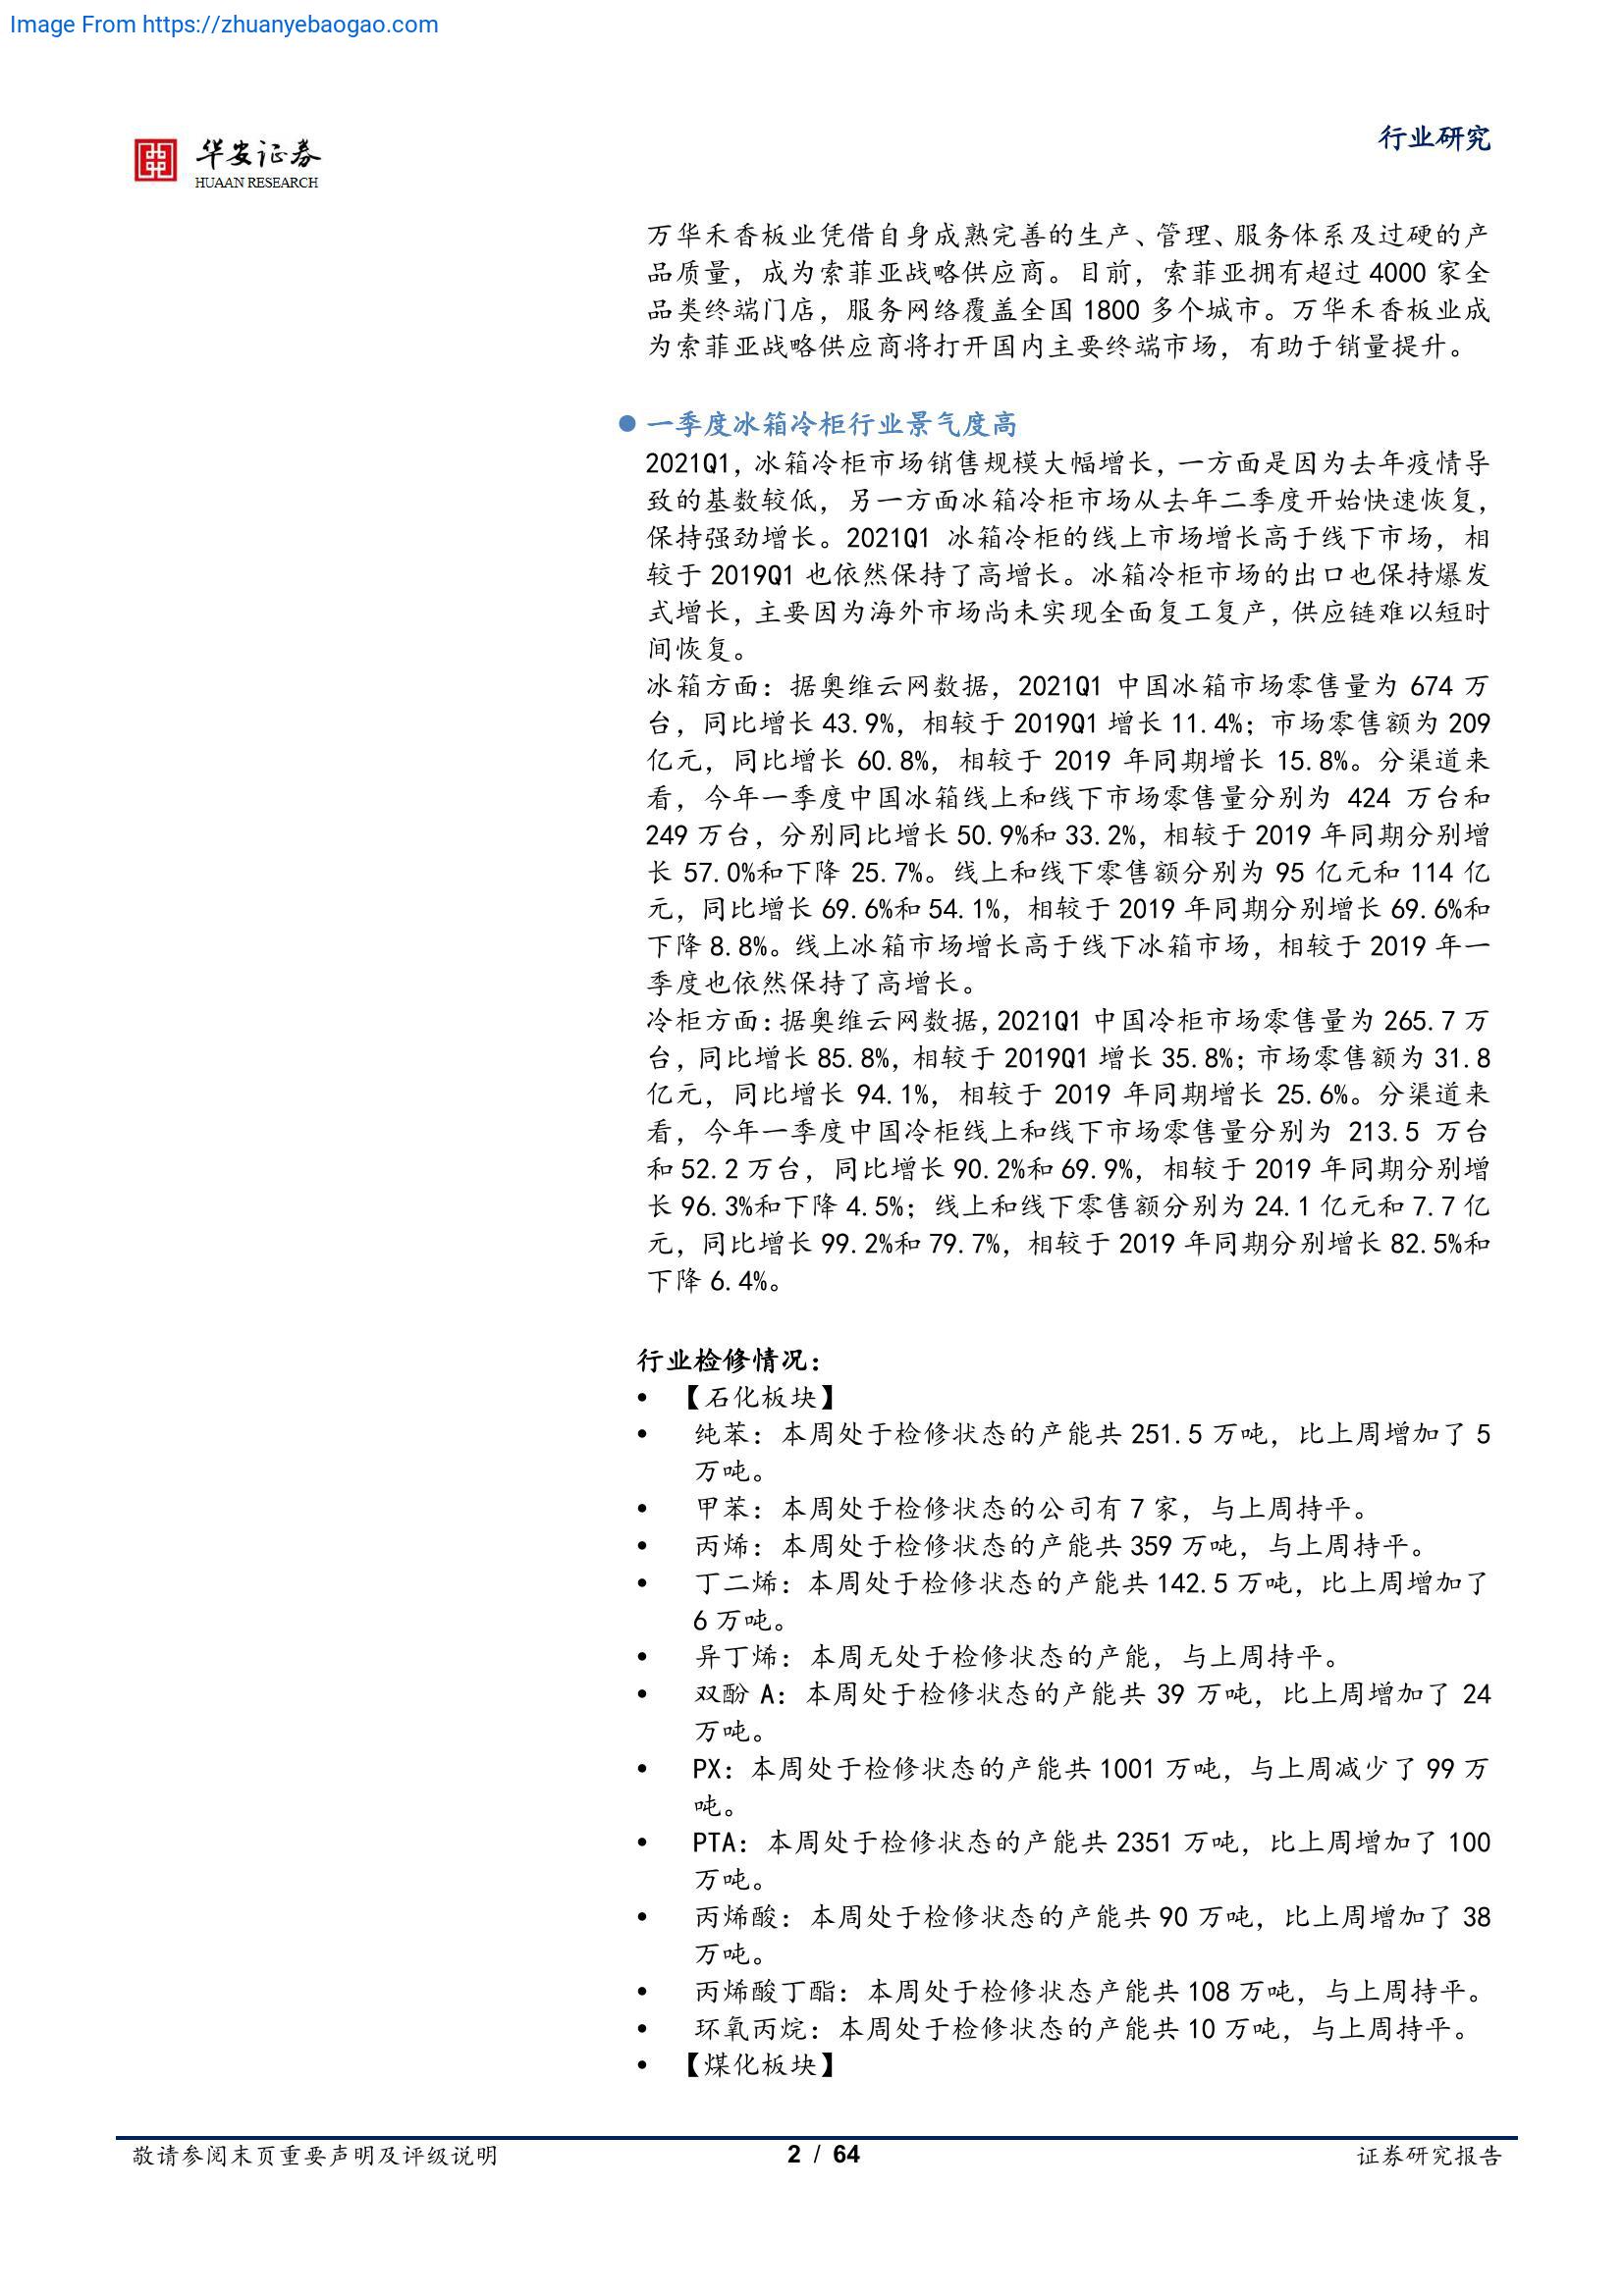 Image From https://zhuanyebaogao.com
华安证券
HUAAN RESEARCH
行业研究
万华禾香板业凭借自身成熟完善的生产、管理、服务体系及过硬的产
品质量，成为索菲亚战略供应商。目前，索菲亚拥有超过 4000 家全
品类终端门店，服务网络覆盖全国 1800 多个城市。万华禾香板业成
为索菲亚战略供应商将打开国内主要终端市场，有助于销量提升。
● 一季度冰箱冷柜行业景气度高
2021Q1，冰箱冷柜市场销售规模大幅增长，一方面是因为去年疫情导
致的基数较低，另一方面冰箱冷柜市场从去年二季度开始快速恢复，
保持强劲增长。2021Q1 冰箱冷柜的线上市场增长高于线下市场，相
较于 2019Q1 也依然保持了高增长。冰箱冷柜市场的出口也保持爆发
式增长，主要因为海外市场尚未实现全面复工复产，供应链难以短时
间恢复。
冰箱方面：据奥维云网数据，2021Q1 中国冰箱市场零售量为 674 万
台，同比增长 43.9%，相较于 2019Q1 增长 11.4%；市场零售额为 209
亿元，同比增长 60.8%，相较于 2019 年同期增长 15.8%。分渠道来
看，今年一季度中国冰箱线上和线下市场零售量分别为 424 万台和
249 万台，分别同比增长 50.9%和 33.2%，相较于 2019 年同期分别增
长 57.0%和下降 25.7%。线上和线下零售额分别为 95 亿元和 114 亿
元，同比增长 69.6%和 54.1%，相较于 2019 年同期分别增长 69.6%和
下降 8.8%。线上冰箱市场增长高于线下冰箱市场，相较于 2019 年一
季度也依然保持了高增长。
冷柜方面：据奥维云网数据，2021Q1 中国冷柜市场零售量为 265.7 万
台，同比增长 85.8%，相较于 2019Q1 增长 35.8%；市场零售额为 31.8
亿元，同比增长 94.1%，相较于 2019 年同期增长 25.6%。分渠道来
看，今年一季度中国冷柜线上和线下市场零售量分别为 213.5 万台
和 52.2 万台，同比增长 90.2%和 69.9%，相较于 2019 年同期分别增
长 96.3%和下降 4.5%；线上和线下零售额分别为 24.1 亿元和 7.7 亿
元，同比增长 99.2%和 79.7%，相较于 2019 年同期分别增长 82.5%和
下降 6.4%。
行业检修情况：
• 【石化板块】
• 纯苯：本周处于检修状态的产能共 251.5 万吨，比上周增加了 5
万吨。
• 甲苯：本周处于检修状态的公司有 7 家，与上周持平。
• 丙烯：本周处于检修状态的产能共 359 万吨，与上周持平。
• 丁二烯：本周处于检修状态的产能共 142.5 万吨，比上周增加了
6 万吨。
• 异丁烯：本周无处于检修状态的产能，与上周持平。
• 双酚 A：本周处于检修状态的产能共 39 万吨，比上周增加了 24
万吨。
• PX：本周处于检修状态的产能共 1001 万吨，与上周减少了 99 万
吨。
• PTA：本周处于检修状态的产能共 2351 万吨，比上周增加了 100
万吨。
• 丙烯酸：本周处于检修状态的产能共 90 万吨，比上周增加了 38
万吨。
• 丙烯酸丁酯：本周处于检修状态产能共 108 万吨，与上周持平。
• 环氧丙烷：本周处于检修状态的产能共 10 万吨，与上周持平。
• 【煤化板块】
敬请参阅末页重要声明及评级说明
2 / 64
证券研究报告